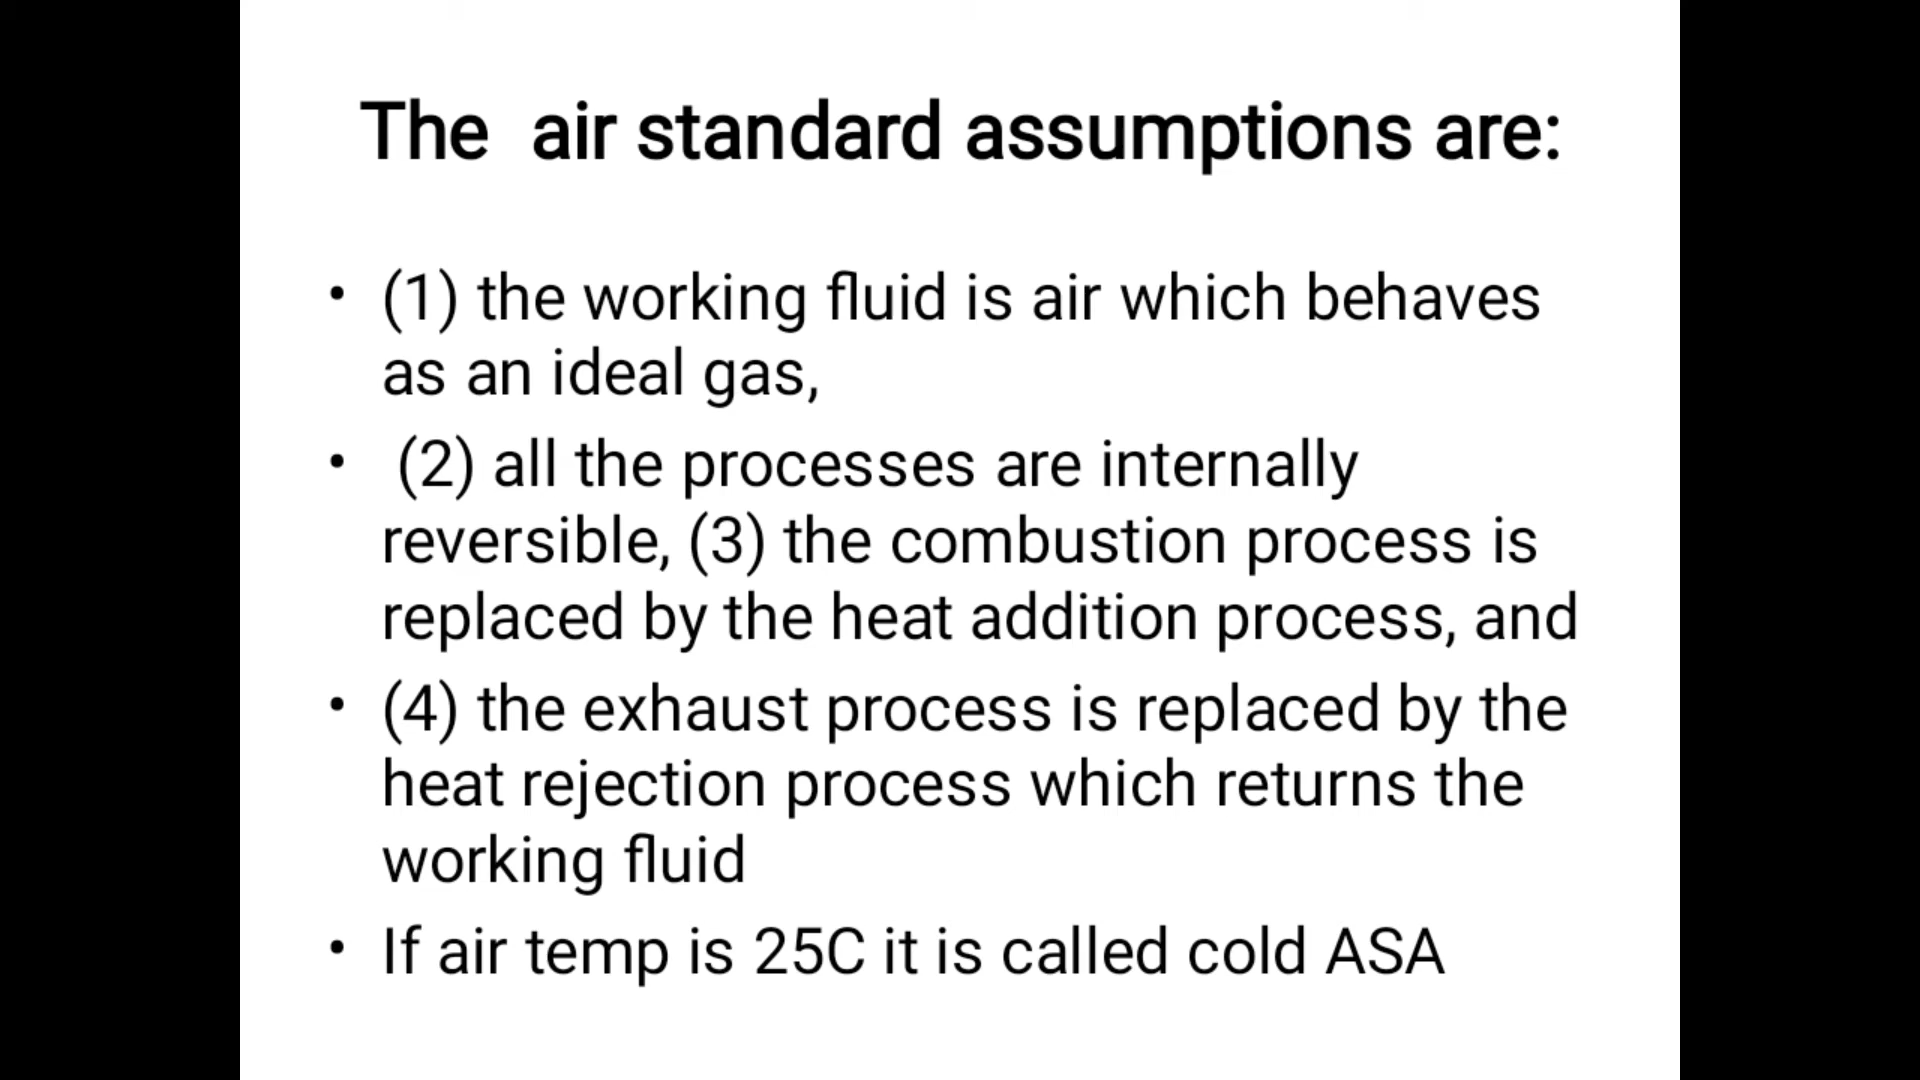 The  air standard assumptions are:
• (1) the working fluid is air which behaves
as an ideal gas,
•  (2) all the processes are internally
reversible, (3) the combustion process is
replaced by the heat addition process, and
• (4) the exhaust process is replaced by the
heat rejection process which returns the
working fluid
• If air temp is 25C it is called cold ASA